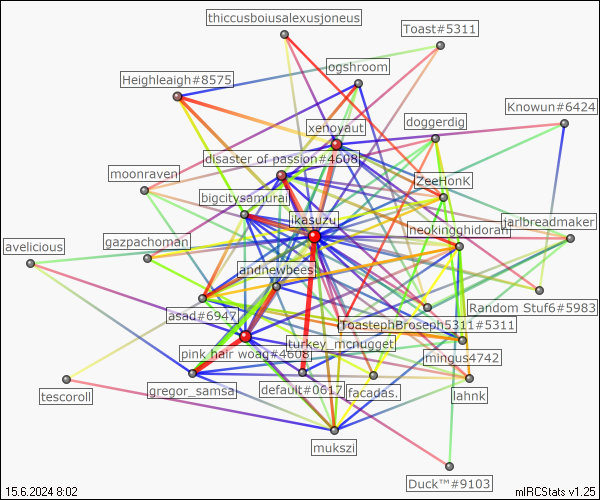 thiccusboiusalexusjoneus
Toast#5311
ogshroom
Heighleigh#8575
Knowun#6424
xenoyaut
doggerdig
disaster of passion#4608
moonraven
ZeeHonK
bigcitysamurai
ikasuzu
jarlbreadmaker
neokingghidorah
avelicious
gazpachoman
andnewbees
Random Stuf6#5983
asad#6947
ToastephBroseph5311#5311
turkey_mcnugget
pink hair woag#4608
mingus4742
gregor_samsa
default#0617
facadas.
lahnk
tescoroll
mukszi
Duck™#9103
15.6.2024 8:02
mIRCStats v1.25